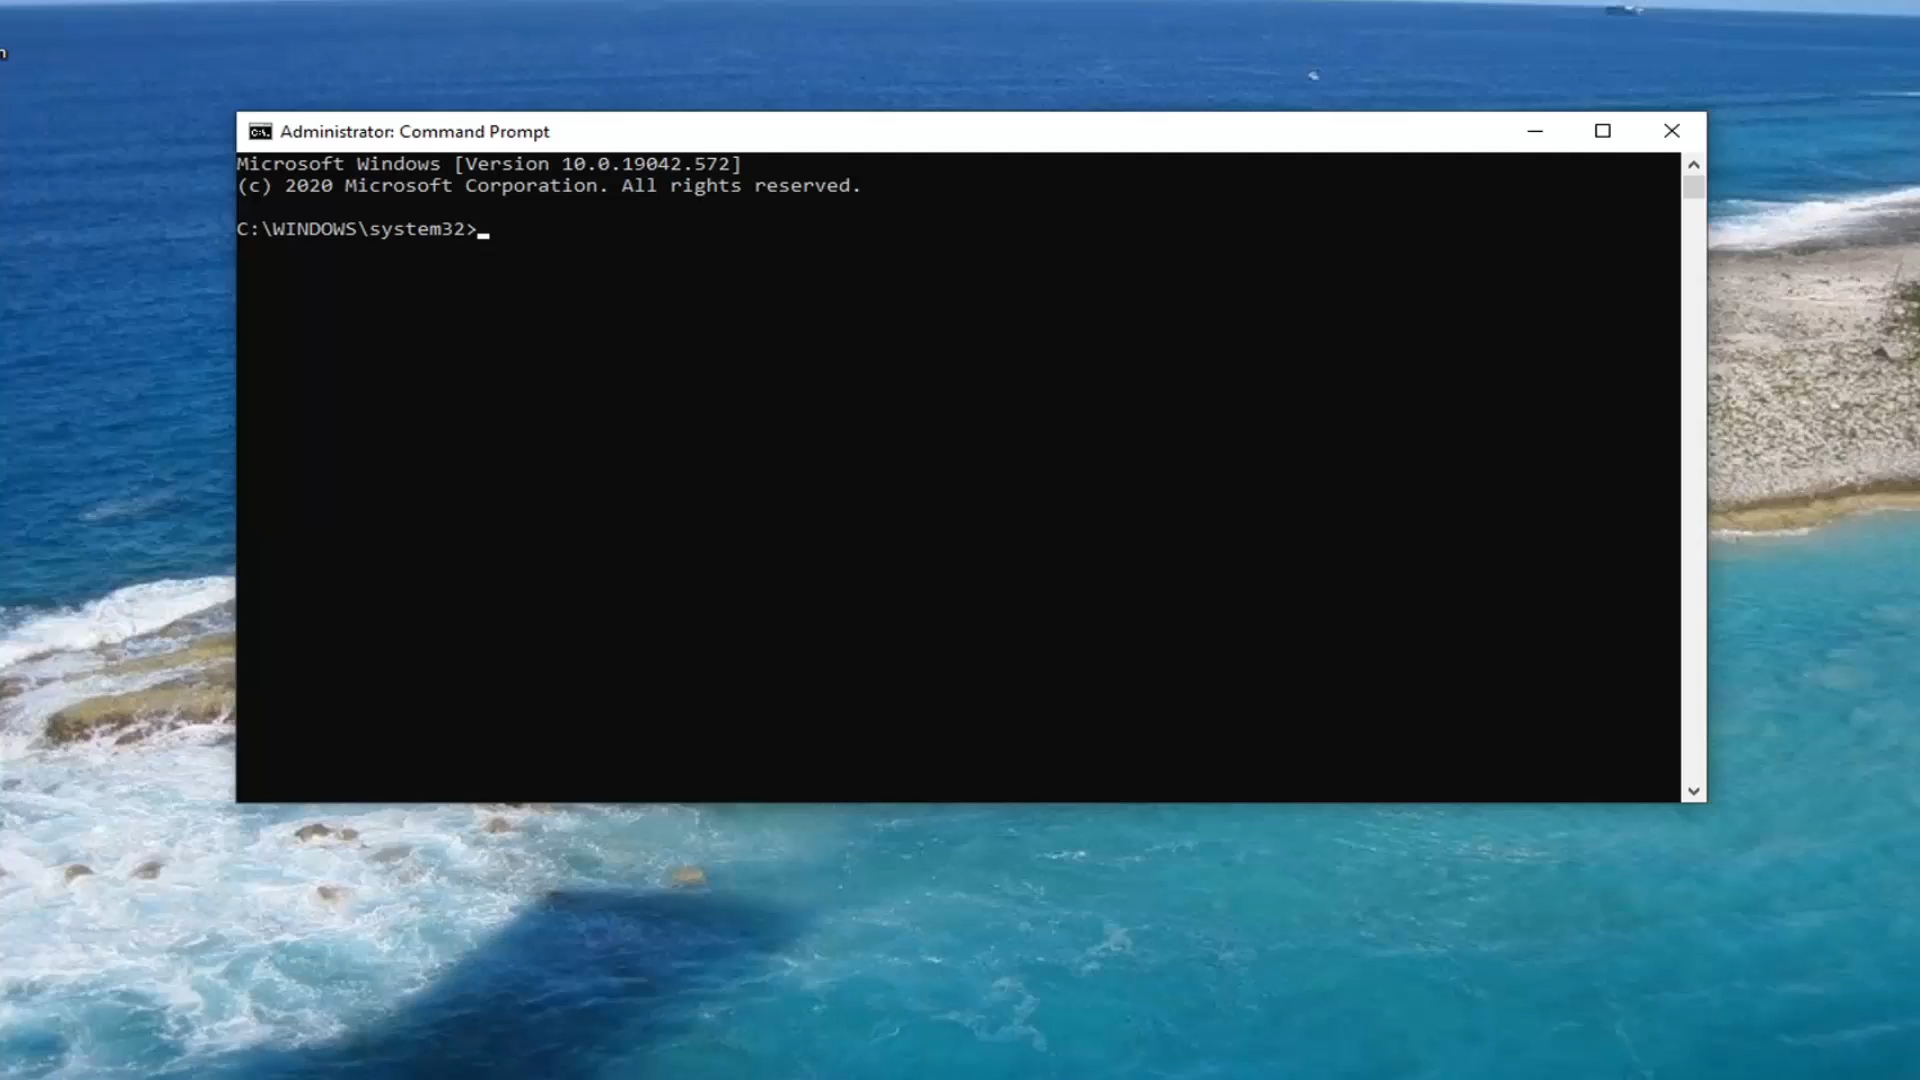 n
Administrator: Command Prompt
Microsoft Windows [Version 10.0.19042.572]
(c) 2020 Microsoft Corporation. All rights reserved.
C:\WINDOWS\system32>